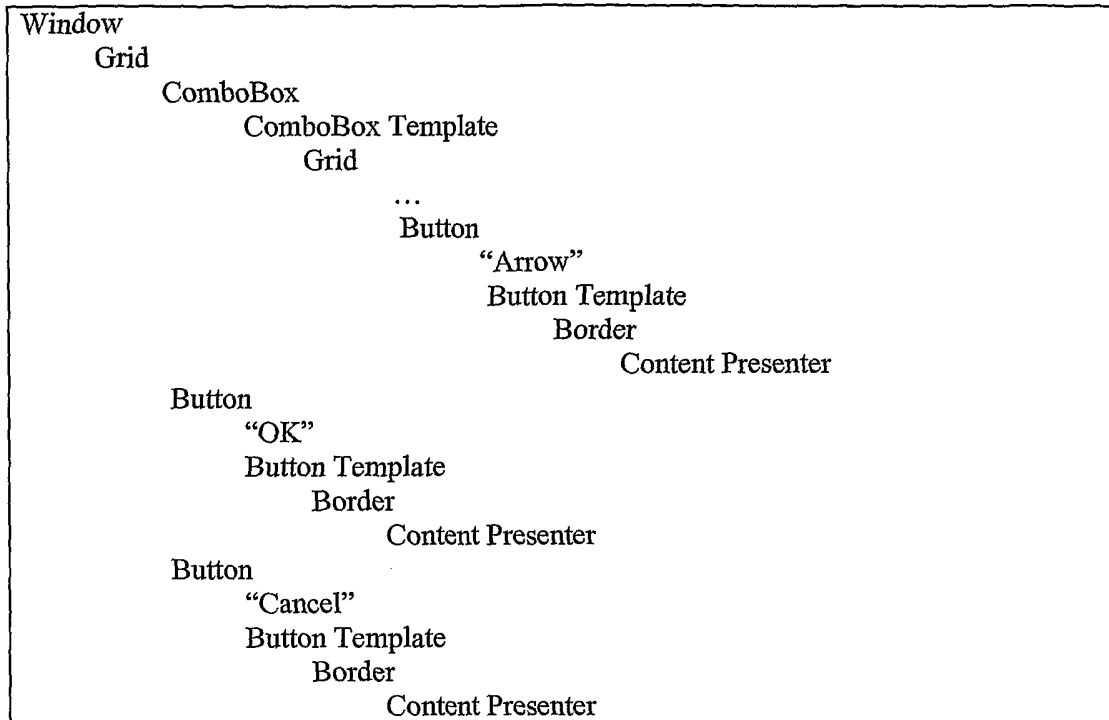 Window
Grid
ComboBox
ComboBox Template
Grid
...
Button
“Arrow”
Button Template
Border
Content Presenter
Button
“OK”
Button Template
Border
Content Presenter
Button
“Cancel”
Button Template
Border
Content Presenter